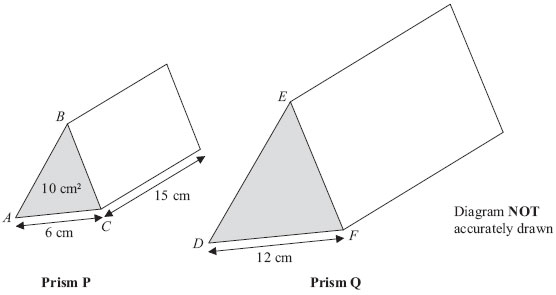 B
10 cm²
A
6 cm
C
15 cm
Prism P
E
D
F
12 cm
Prism Q
Diagram NOT
accurately drawn